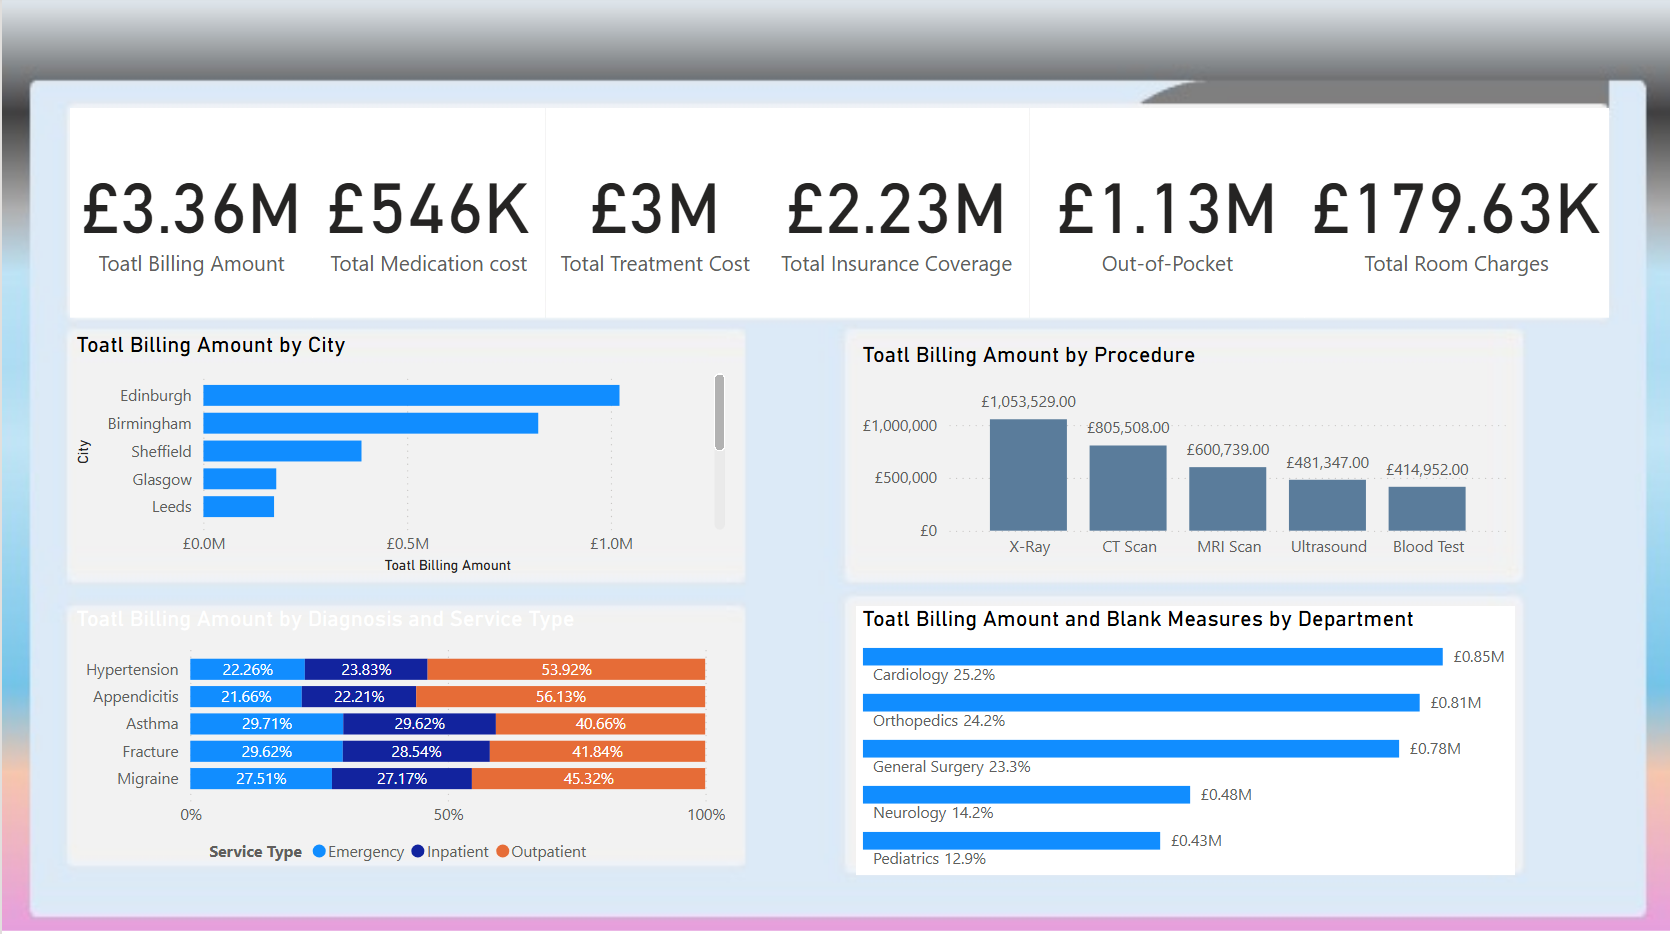 £3.36M
Toatl Billing Amount
£546K
Total Medication cost
£3M
Total Treatment Cost
£2.23M
Total Insurance Coverage
£1.13M
Out-of-Pocket
£179.63K
Total Room Charges
Toatl Billing Amount by City
City
Edinburgh
Birmingham
Sheffield
Glasgow
Leeds
£0.0M £0.5M £1.0M
Toatl Billing Amount
Toatl Billing Amount by Procedure
£1,000,000
£500,000
£0
£1,053,529.00
£805,508.00
£600,739.00
£481,347.00
£414,952.00
X-Ray CT Scan MRI Scan Ultrasound Blood Test
Toatl Billing Amount by Diagnosis and Service Type
Hypertension 22.26% 23.83% 53.92%
Appendicitis 21.66% 22.21% 56.13%
Asthma 29.71% 29.62% 40.66%
Fracture 29.62% 28.54% 41.84%
Migraine 27.51% 27.17% 45.32%
0% 50% 100%
Service Type Emergency Inpatient Outpatient
Toatl Billing Amount and Blank Measures by Department
£0.85M
Cardiology 25.2%
£0.81M
Orthopedics 24.2%
£0.78M
General Surgery 23.3%
£0.48M
Neurology 14.2%
£0.43M
Pediatrics 12.9%